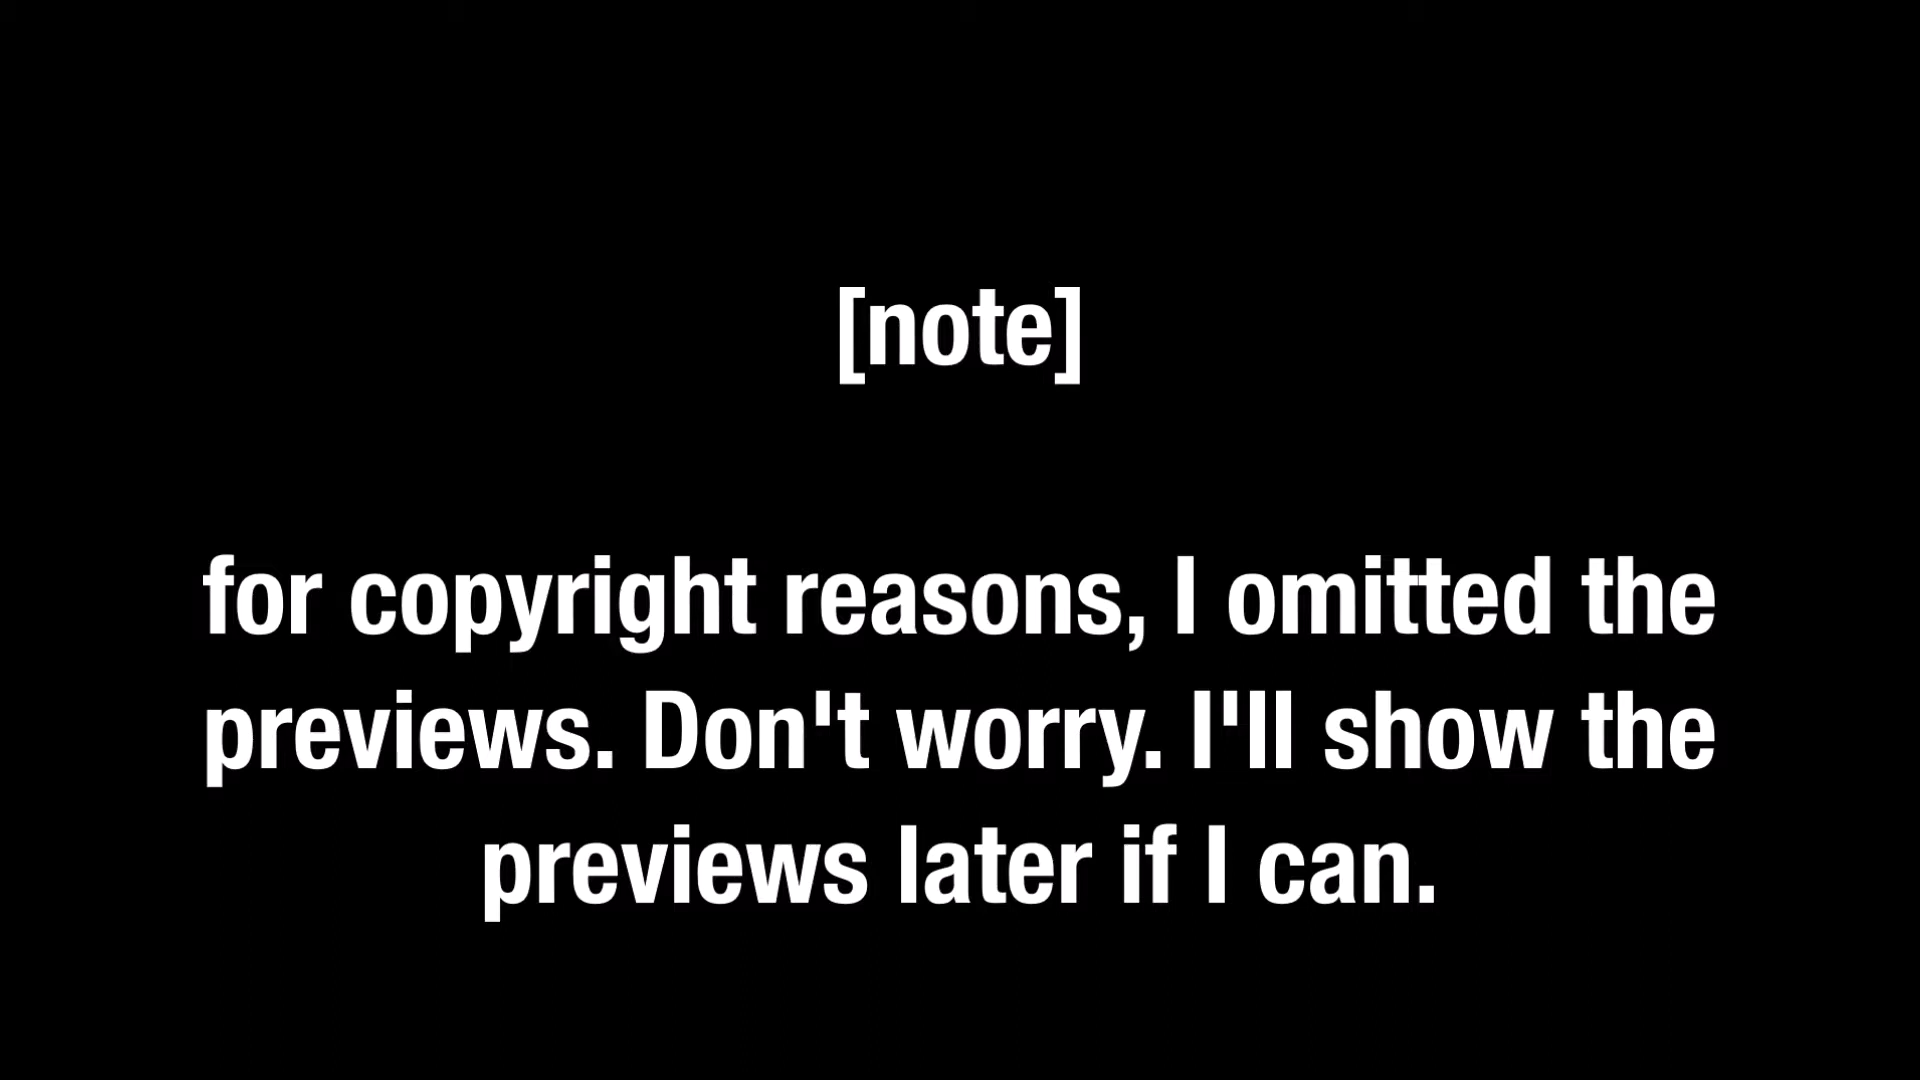 [note]
for copyright reasons, I omitted the
previews. Don't worry. I'll show the
previews later if I can.